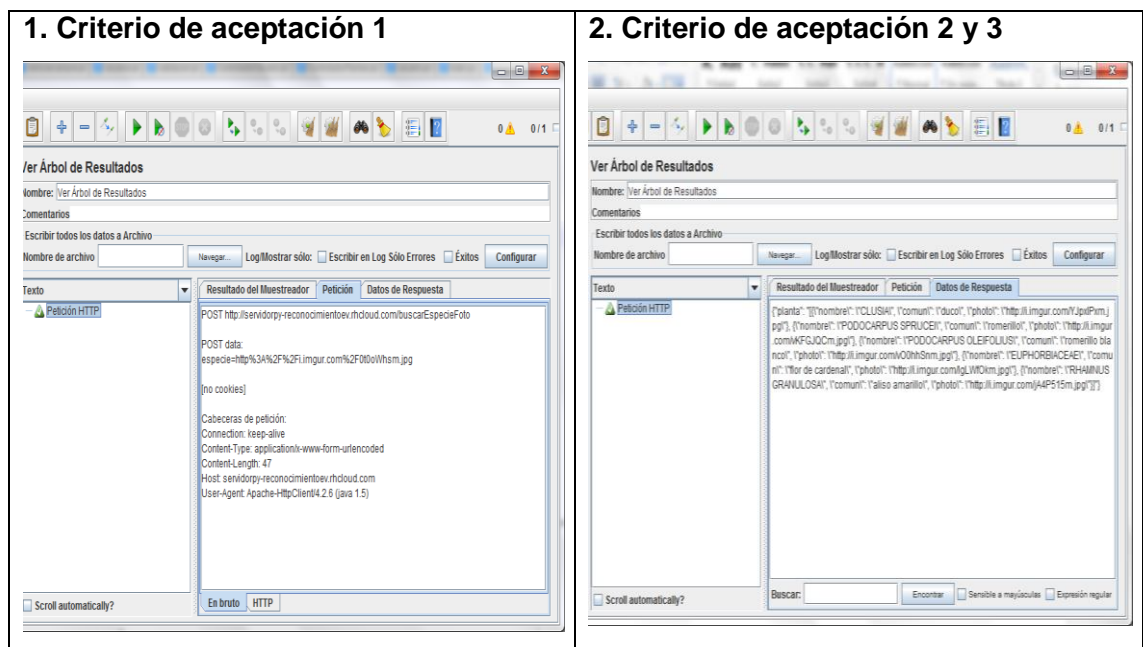 1. Criterio de aceptación 1
0 0/1
Ver Árbol de Resultados
Nombre: Ver Árbol de Resultados
Comentarios
Escribir todos los datos a Archivo
Nombre de archivo Navegar... Log/Mostrar sólo: Escribir en Log Sólo Errores Éxitos Configurar
Texto
Petición HTTP
Scroll automatically?
Resultado del Muestreador Petición Datos de Respuesta
POST http://servidorpy-reconocimientoev.rhcloud.com/buscarEspecieFoto
POST data:
especie=http%3A%2F%2Fi.imgur.com%2F0t0oWhsm.jpg
[no cookies]
Cabeceras de petición:
Connection: keep-alive
Content-Type: application/x-www-form-urlencoded
Content-Length: 47
Host: servidorpy-reconocimientoev.rhcloud.com
User-Agent: Apache-HttpClient/4.2.6 (java 1.5)
En bruto HTTP
2. Criterio de aceptación 2 y 3
0 0/1
Ver Árbol de Resultados
Nombre: Ver Árbol de Resultados
Comentarios
Escribir todos los datos a Archivo
Nombre de archivo Navegar... Log/Mostrar sólo: Escribir en Log Sólo Errores Éxitos Configurar
Texto
Petición HTTP
Scroll automatically?
Resultado del Muestreador Petición Datos de Respuesta
{"planta": "[{\"nombre\": \"CLUSIA\", \"comun\": \"duco\", \"photo\": \"http://i.imgur.com/YJpxlPxm.j
pg\"}, {\"nombre\": \"PODOCARPUS SPRUCEI\", \"comun\": \"romerillo\", \"photo\": \"http://i.imgur
.com/vKFGJQCm.jpg\"}, {\"nombre\": \"PODOCARPUS OLEIFOLIUS\", \"comun\": \"romerillo bla
nco\", \"photo\": \"http://i.imgur.com/vO0hhSnm.jpg\"}, {\"nombre\": \"EUPHORBIACEAE\", \"comu
n\": \"flor de cardenal\", \"photo\": \"http://i.imgur.com/IgLWfOkm.jpg\"}, {\"nombre\": \"RHAMNUS
GRANULOSA\", \"comun\": \"aliso amarillo\", \"photo\": \"http://i.imgur.com/jA4P515m.jpg\"}]"}
Buscar: Encontrar Sensible a mayúsculas Expresión regular